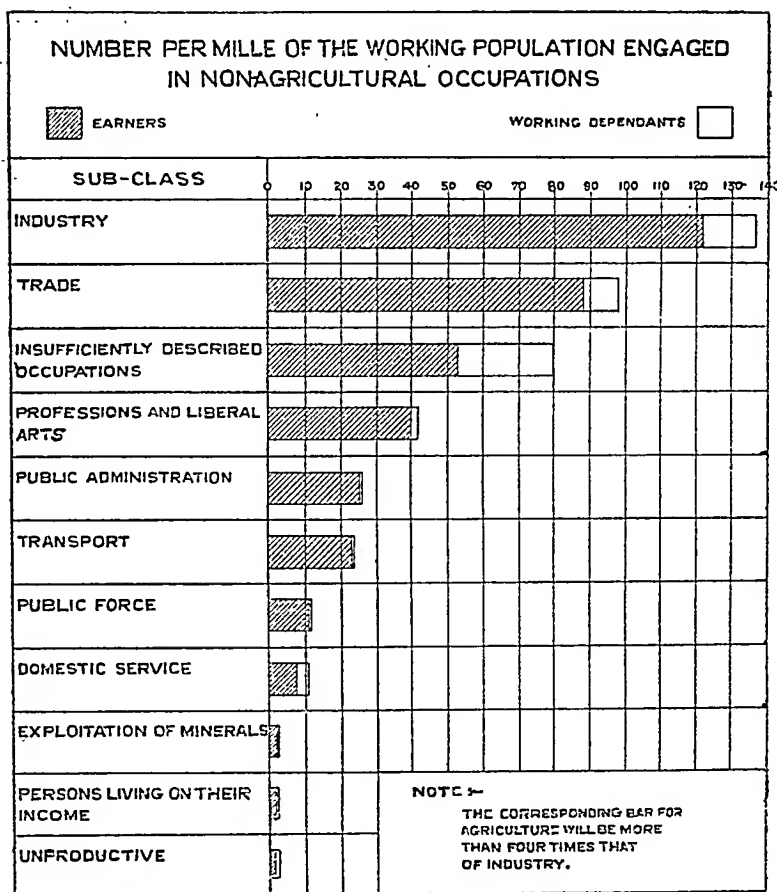 NUMBER PER MILLE OF THE WORKING POPULATION ENGAGED
IN NON-AGRICULTURAL OCCUPATIONS
EARNERS
WORKING DEPENDANTS
SUB-CLASS
0 10 20 30 40 50 60 70 80 90 100 110 120 130 140
INDUSTRY
TRADE
INSUFFICIENTLY DESCRIBED
OCCUPATIONS
PROFESSIONS AND LIBERAL
ARTS
PUBLIC ADMINISTRATION
TRANSPORT
PUBLIC FORCE
DOMESTIC SERVICE
EXPLOITATION OF MINERALS
PERSONS LIVING ON THEIR
INCOME
UNPRODUCTIVE
NOTE :-
THE CORRESPONDING BAR FOR
AGRICULTURE WILL BE MORE
THAN FOUR TIMES THAT
OF INDUSTRY.